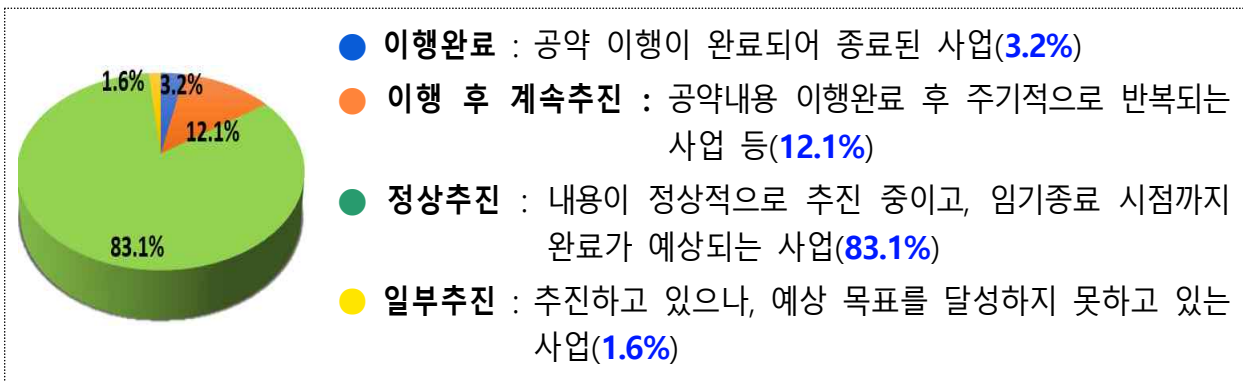 1.6%
3.2%
12.1%
83.1%
이행완료 : 공약 이행이 완료되어 종료된 사업(3.2%)
이행 후 계속추진 : 공약내용 이행완료 후 주기적으로 반복되는
사업 등(12.1%)
정상추진 : 내용이 정상적으로 추진 중이고, 임기종료 시점까지
완료가 예상되는 사업(83.1%)
일부추진 : 추진하고 있으나, 예상 목표를 달성하지 못하고 있는
사업(1.6%)